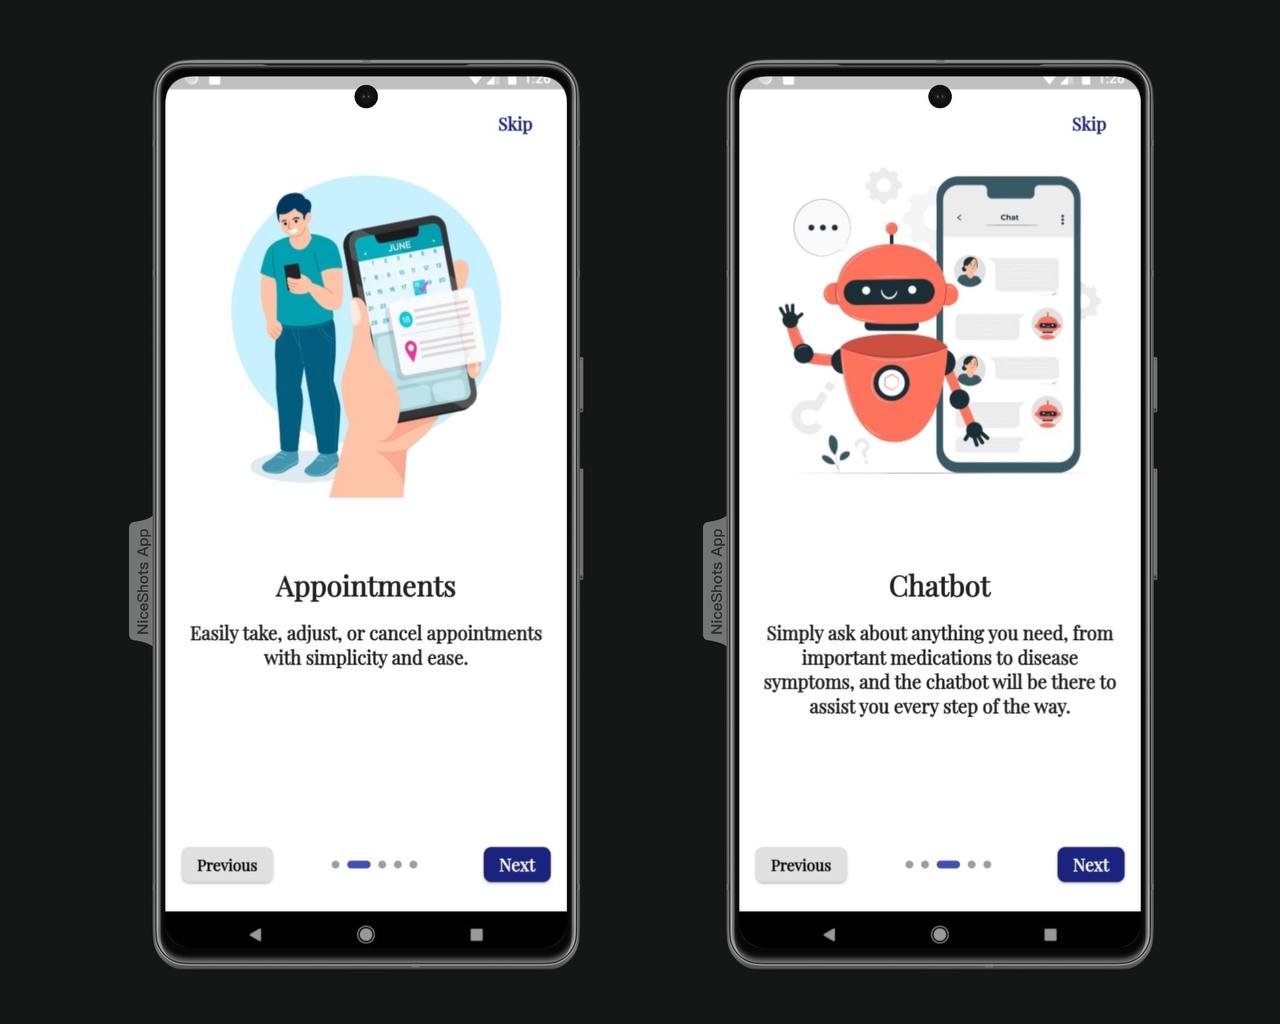 Skip
JUNE
18
Appointments
Easily take, adjust, or cancel appointments
with simplicity and ease.
Previous
Next
NiceShots App
Skip
Chat
Chatbot
Simply ask about anything you need, from
important medications to disease
symptoms, and the chatbot will be there to
assist you every step of the way.
Previous
Next
NiceShots App